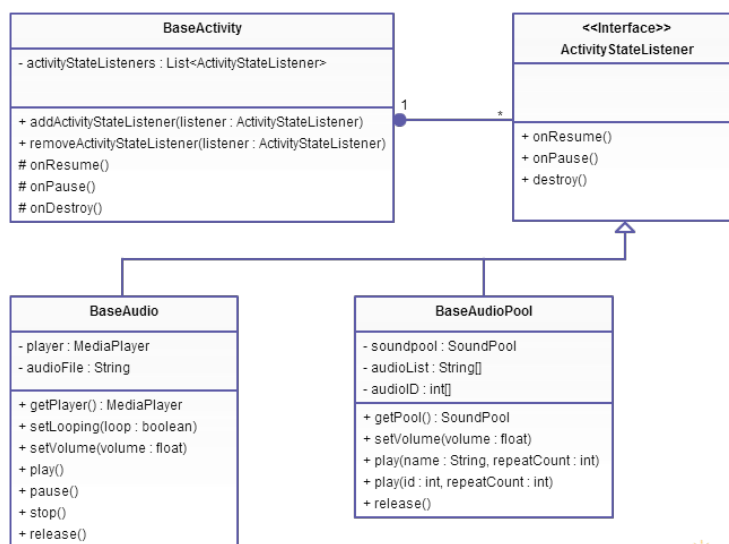 BaseActivity
- activityStateListeners : List<ActivityStateListener>
+ addActivityStateListener(listener : ActivityStateListener)
+ removeActivityStateListener(listener : ActivityStateListener)
# onResume()
# onPause()
# onDestroy()
1
*
<<Interface>>
ActivityStateListener
+ onResume()
+ onPause()
+ destroy()
BaseAudio
- player : MediaPlayer
- audioFile : String
+ getPlayer() : MediaPlayer
+ setLooping(loop : boolean)
+ setVolume(volume : float)
+ play()
+ pause()
+ stop()
+ release()
BaseAudioPool
- soundpool : SoundPool
- audioList : String[]
- audioID : int[]
+ getPool() : SoundPool
+ setVolume(volume : float)
+ play(name : String, repeatCount : int)
+ play(id : int, repeatCount : int)
+ release()